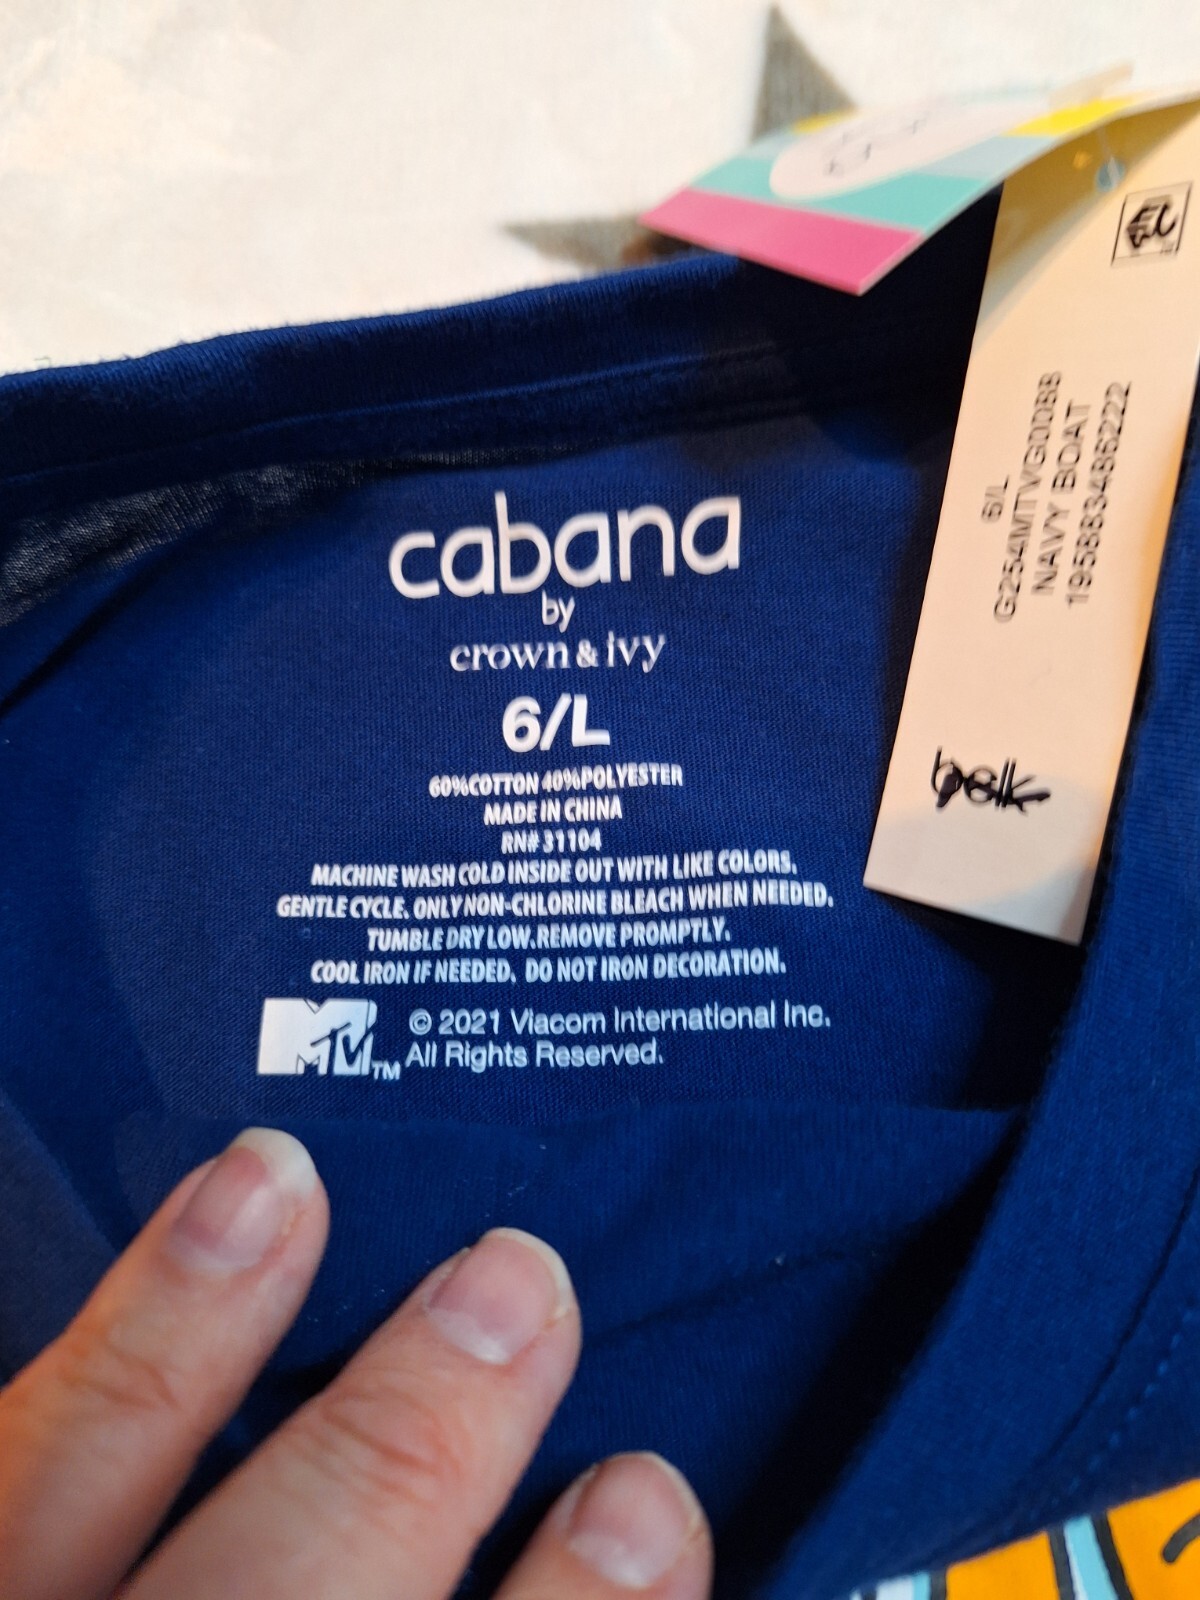 cabana
by
crown & ivy
6/L
60%COTTON 40%POLYESTER
MADE IN CHINA
RN# 31104
MACHINE WASH COLD INSIDE OUT WITH LIKE COLORS.
GENTLE CYCLE. ONLY NON-CHLORINE BLEACH WHEN NEEDED.
TUMBLE DRY LOW.REMOVE PROMPTLY.
COOL IRON IF NEEDED. DO NOT IRON DECORATION.
MTV TM © 2021 Viacom International Inc.
All Rights Reserved.
6/L
NAVY BOAT
belk